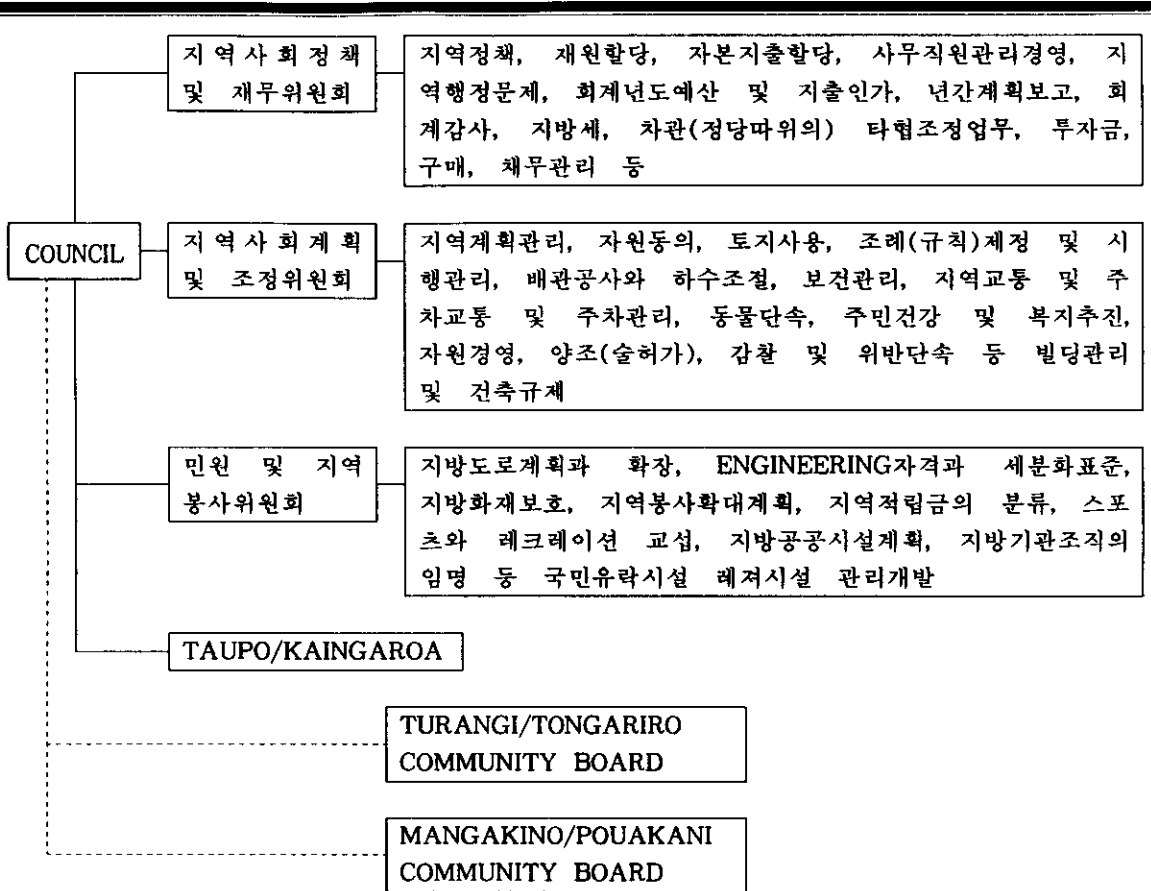 지역사회정책
및 재무위원회
지역정책, 재원할당, 자본지출할당, 사무직원관리경영, 지
역행정문제, 회계년도예산 및 지출인가, 년간계획보고, 회
계감사, 지방세, 차관(정당따위의) 타협조정업무, 투자금,
구매, 채무관리 등
COUNCIL
지역사회계획
및 조정위원회
지역계획관리, 자원동의, 토지사용, 조례(규칙)제정 및 시
행관리, 배관공사와 하수조절, 보건관리, 지역교통 및 주
차교통 및 주차관리, 동물단속, 주민건강 및 복지추진,
자원경영, 양조(술허가), 감찰 및 위반단속 등 빌딩관리
및 건축규제
민원 및 지역
봉사위원회
지방도로계획과 확장, ENGINEERING자격과 세분화표준,
지방화재보호, 지역봉사확대계획, 지역적립금의 분류, 스포
츠와 레크레이션 교섭, 지방공공시설계획, 지방기관조직의
임명 등 국민유락시설 레져시설 관리개발
TAUPO/KAINGAROA
TURANGI/TONGARIRO
COMMUNITY BOARD
MANGAKINO/POUAKANI
COMMUNITY BOARD